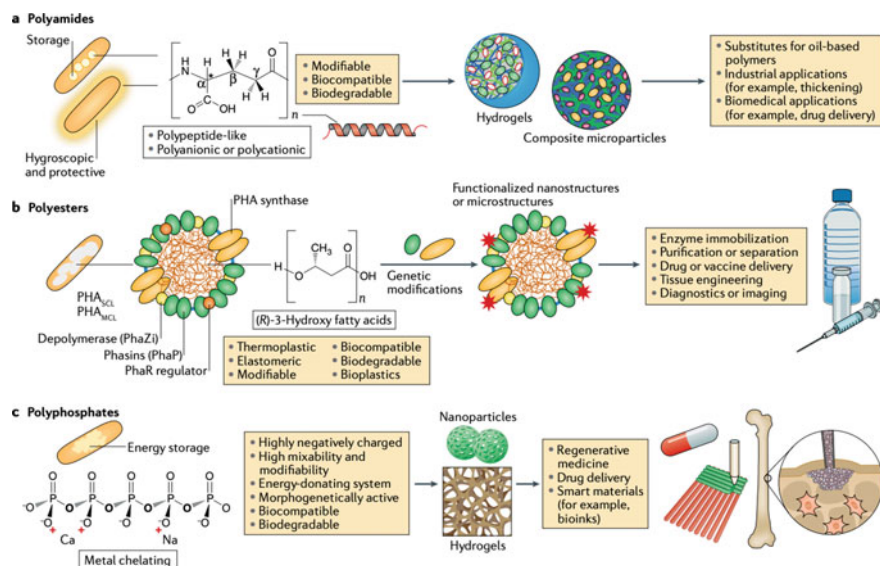 a Polyamides
Storage
N
H
α
*
β
γ
H H
O
O OH
H H
n
Modifiable
Biocompatible
Biodegradable
Polypeptide-like
Polyanionic or polycationic
Hygroscopic
and protective
Hydrogels
Composite microparticles
Substitutes for oil-based
polymers
Industrial applications
(for example, thickening)
Biomedical applications
(for example, drug delivery)
b Polyesters
PHA synthase
PHASCL
PHAMCL
Depolymerase (PhaZi)
Phasins (PhaP)
PhaR regulator
CH3 O
H O OH
n
(R)-3-Hydroxy fatty acids
Thermoplastic
Elastomeric
Modifiable
Biocompatible
Biodegradable
Bioplastics
Genetic
modifications
Functionalized nanostructures
or microstructures
Enzyme immobilization
Purification or separation
Drug or vaccine delivery
Tissue engineering
Diagnostics or imaging
c Polyphosphates
Energy storage
O O O O O
-O P O P O P O P O P O-
-O -O -O -O O-
+ + +
Ca Na
Metal chelating
Highly negatively charged
High mixability and
modifiability
Energy-donating system
Morphogenetically active
Biocompatible
Biodegradable
Nanoparticles
Hydrogels
Regenerative
medicine
Drug delivery
Smart materials
(for example,
bioinks)